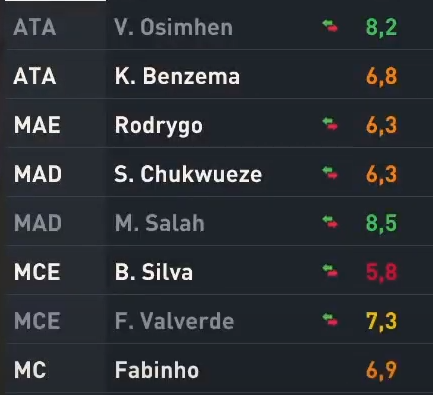 ATA V. Osimhen 8,2
ATA K. Benzema 6,8
MAE Rodrygo 6,3
MAD S. Chukwueze 6,3
MAD M. Salah 8,5
MCE B. Silva 5,8
MCE F. Valverde 7,3
MC Fabinho 6,9